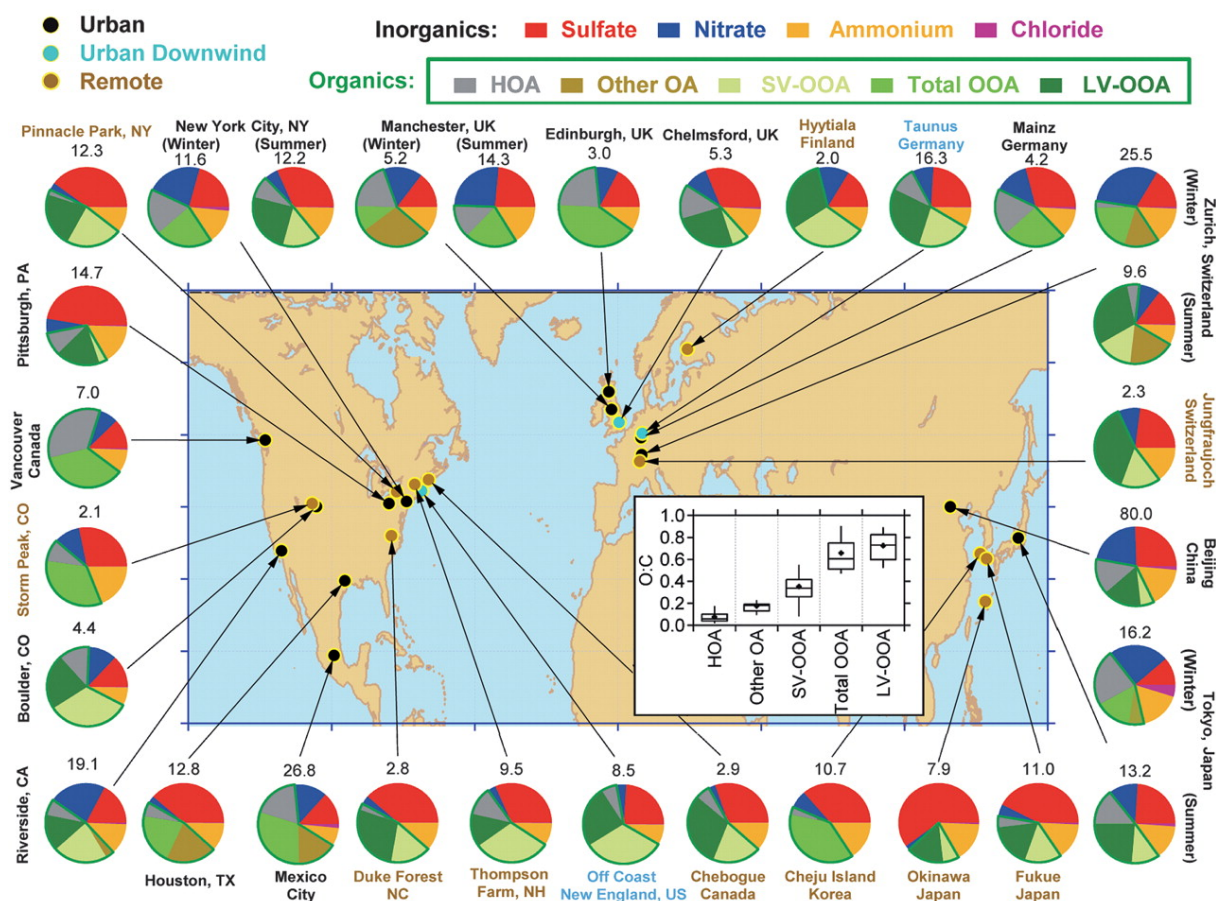 Urban
Urban Downwind
Remote
Inorganics: Sulfate Nitrate Ammonium Chloride
Organics: HOA Other OA SV-OOA Total OOA LV-OOA
Pinnacle Park, NY
12.3
New York City, NY
(Winter) (Summer)
11.6 12.2
Manchester, UK
(Winter) (Summer)
5.2 14.3
Edinburgh, UK
3.0
Chelmsford, UK
5.3
Hyytiala
Finland
2.0
Taunus
Germany
16.3
Mainz
Germany
4.2
25.5
Zurich, Switzerland
(Winter) (Summer)
9.6
Pittsburgh, PA
14.7
Vancouver
Canada
7.0
Jungfraujoch
Switzerland
2.3
Storm Peak, CO
2.1
Beijing
China
80.0
Boulder, CO
4.4
16.2
Tokyo, Japan
(Winter) (Summer)
13.2
O:C
1.0
0.8
0.6
0.4
0.2
0.0
HOA
Other OA
SV-OOA
Total OOA
LV-OOA
Riverside, CA
19.1
12.8
Houston, TX
26.8
Mexico
City
2.8
Duke Forest
NC
9.5
Thompson
Farm, NH
8.5
Off Coast
New England, US
2.9
Chebogue
Canada
10.7
Cheju Island
Korea
7.9
Okinawa
Japan
11.0
Fukue
Japan